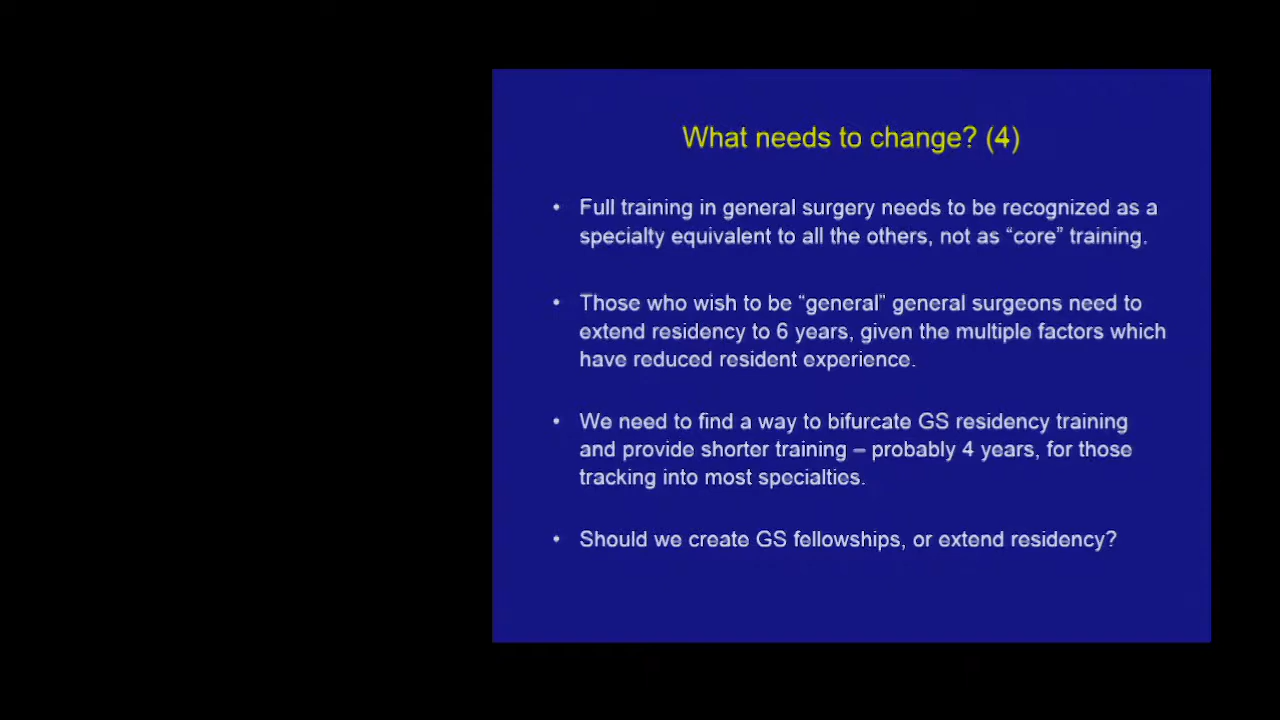 What needs to change? (4)
• Full training in general surgery needs to be recognized as a
specialty equivalent to all the others, not as “core” training.
• Those who wish to be “general” general surgeons need to
extend residency to 6 years, given the multiple factors which
have reduced resident experience.
• We need to find a way to bifurcate GS residency training
and provide shorter training – probably 4 years, for those
tracking into most specialties.
• Should we create GS fellowships, or extend residency?